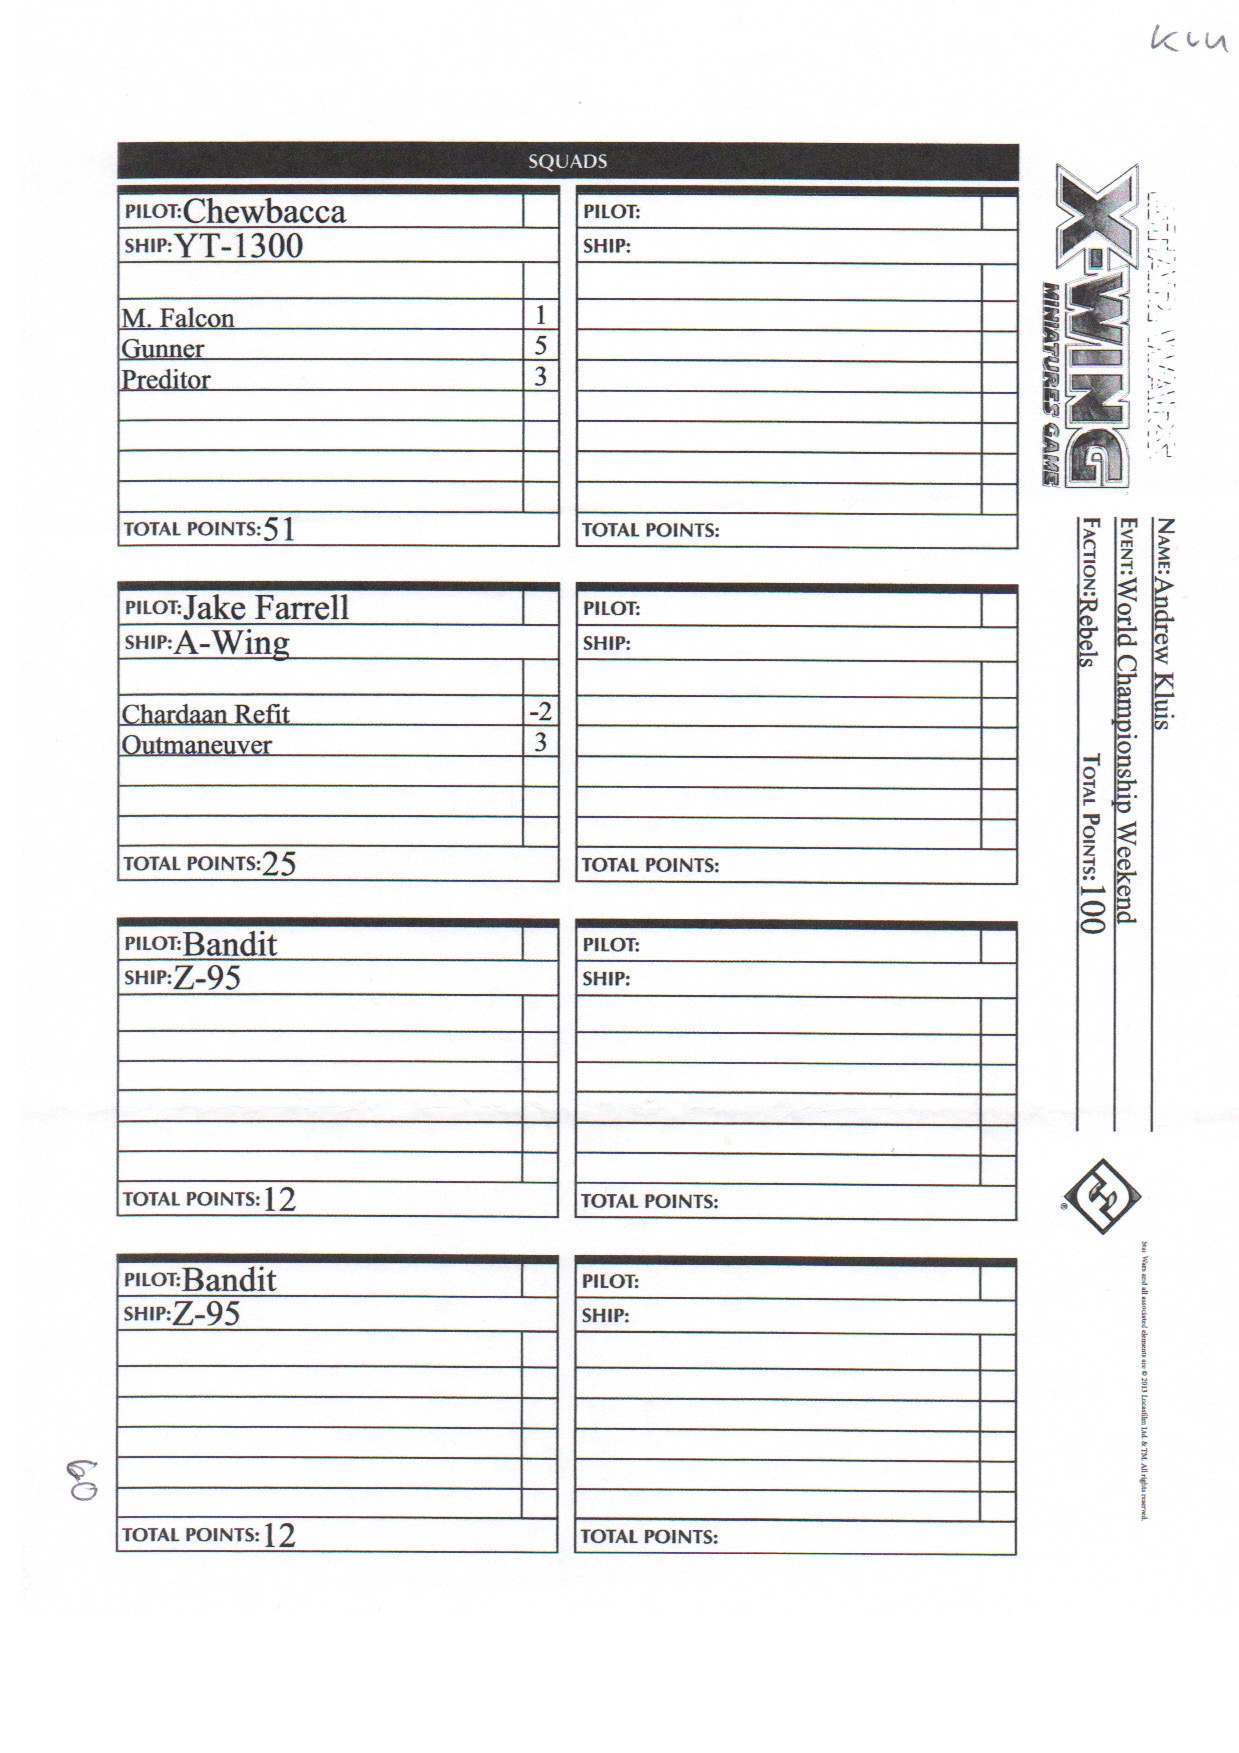 Klu
SQUADS
PILOT: Chewbacca
SHIP: YT-1300
M. Falcon 1
Gunner 5
Preditor 3
TOTAL POINTS: 51
PILOT:
SHIP:
TOTAL POINTS:
PILOT: Jake Farrell
SHIP: A-Wing
Chardaan Refit -2
Outmaneuver 3
TOTAL POINTS: 25
PILOT:
SHIP:
TOTAL POINTS:
PILOT: Bandit
SHIP: Z-95
TOTAL POINTS: 12
PILOT:
SHIP:
TOTAL POINTS:
PILOT: Bandit
SHIP: Z-95
TOTAL POINTS: 12
PILOT:
SHIP:
TOTAL POINTS:
60
STAR WARS
X-WING
MINIATURES GAME
NAME: Andrew Kluis
EVENT: World Championship Weekend
FACTION: Rebels TOTAL POINTS: 100
Star Wars and all associated elements are © 2013 Lucasfilm Ltd. & TM. All rights reserved.